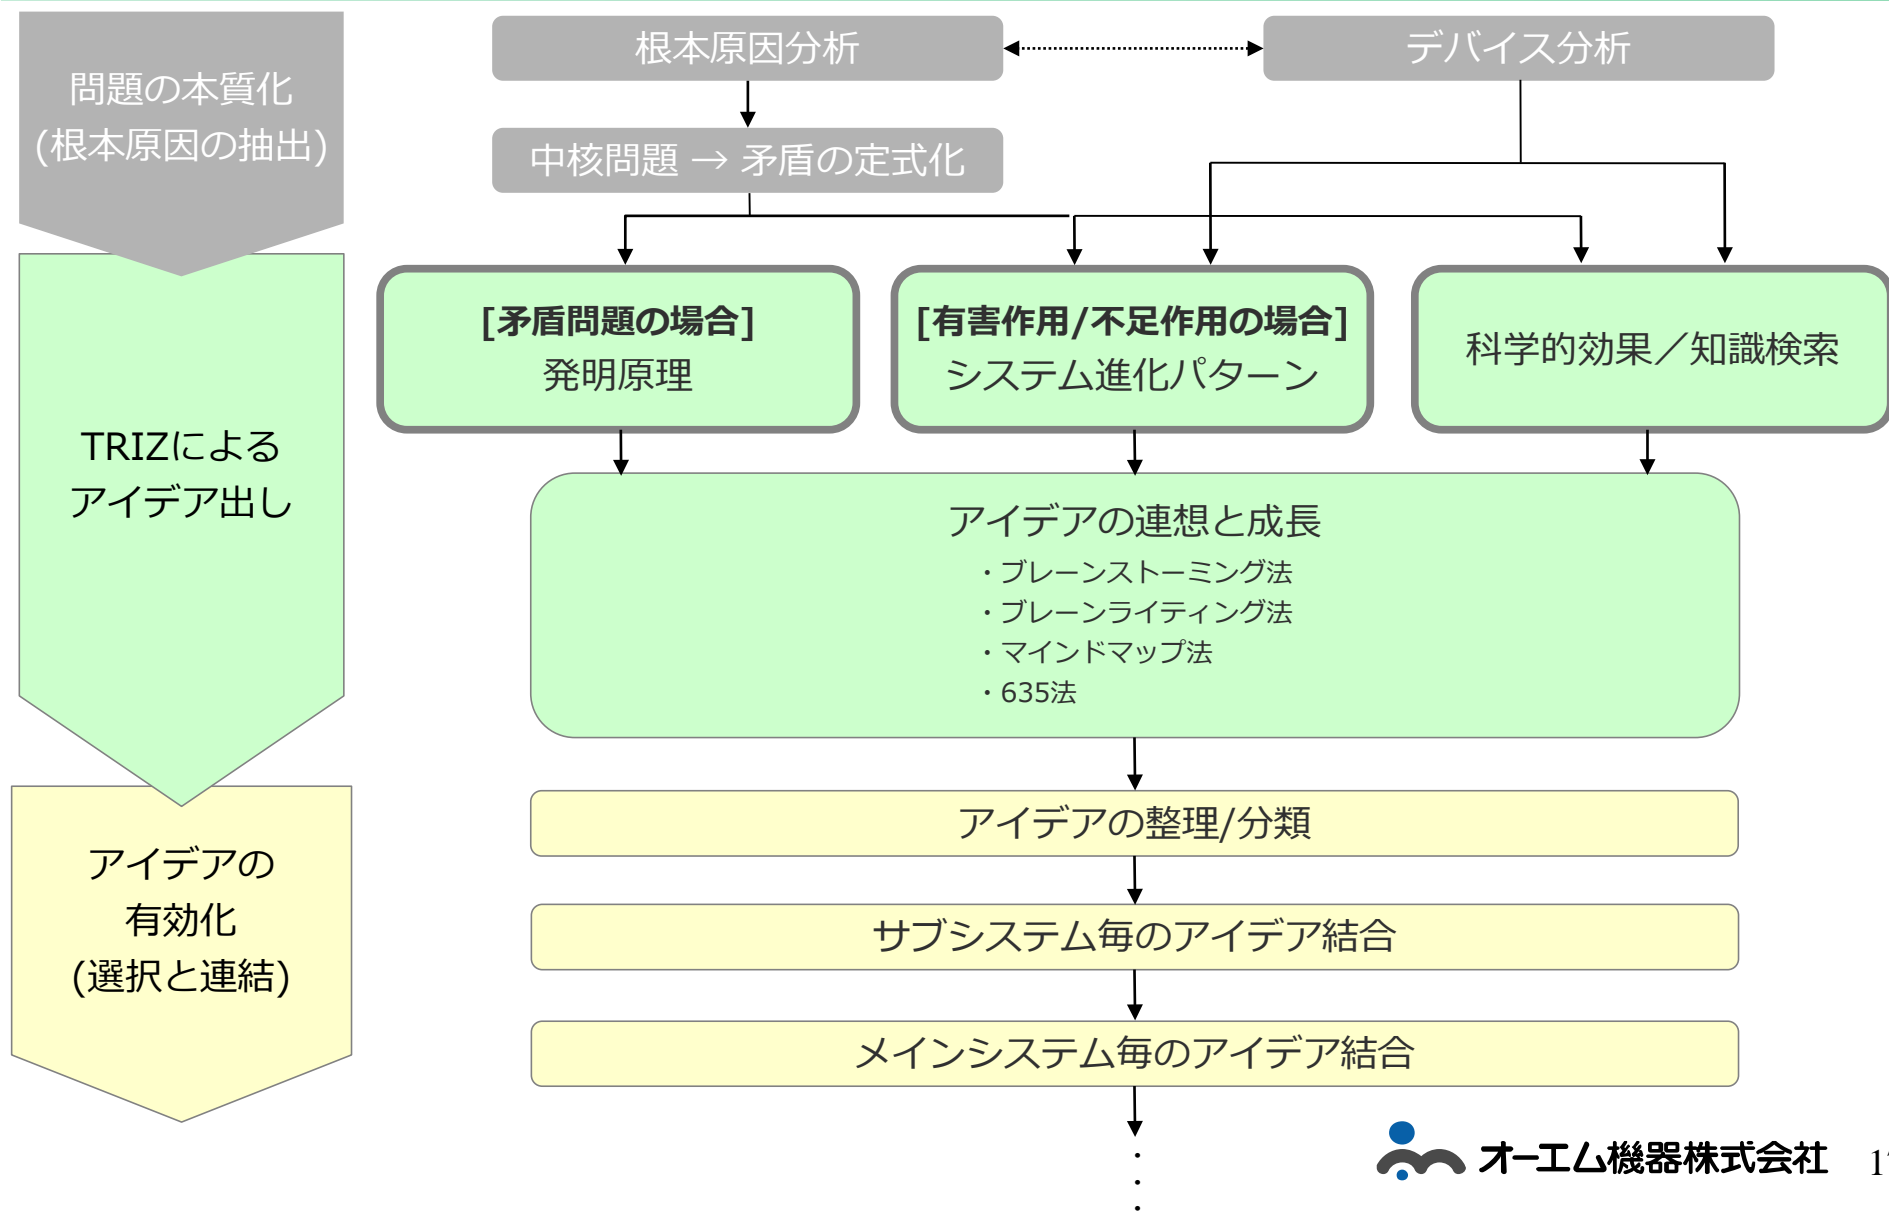 問題の本質化
(根本原因の抽出)
根本原因分析
デバイス分析
中核問題 → 矛盾の定式化
[矛盾問題の場合]
発明原理
[有害作用/不足作用の場合]
システム進化パターン
科学的効果／知識検索
TRIZによる
アイデア出し
アイデアの連想と成長
・ブレーンストーミング法
・ブレーンライティング法
・マインドマップ法
・635法
アイデアの
有効化
(選択と連結)
アイデアの整理/分類
サブシステム毎のアイデア結合
メインシステム毎のアイデア結合
オーエム機器株式会社